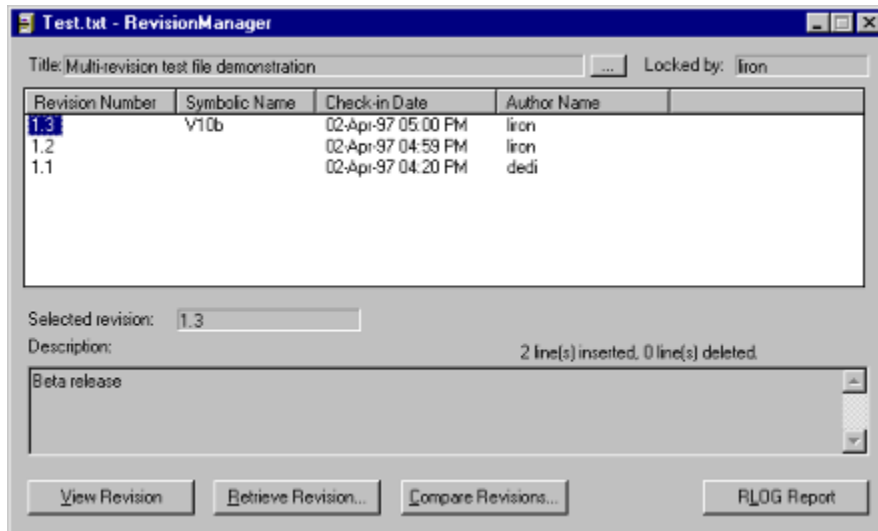 Test.txt - RevisionManager
Title: Multi-revision test file demonstration ... Locked by: liron
Revision Number Symbolic Name Check-in Date Author Name
1.3 V10b 02-Apr-97 05:00 PM liron
1.2 02-Apr-97 04:59 PM liron
1.1 02-Apr-97 04:20 PM dedi
Selected revision: 1.3
Description: 2 line(s) inserted, 0 line(s) deleted.
Beta release
View Revision Retrieve Revision... Compare Revisions... RLOG Report